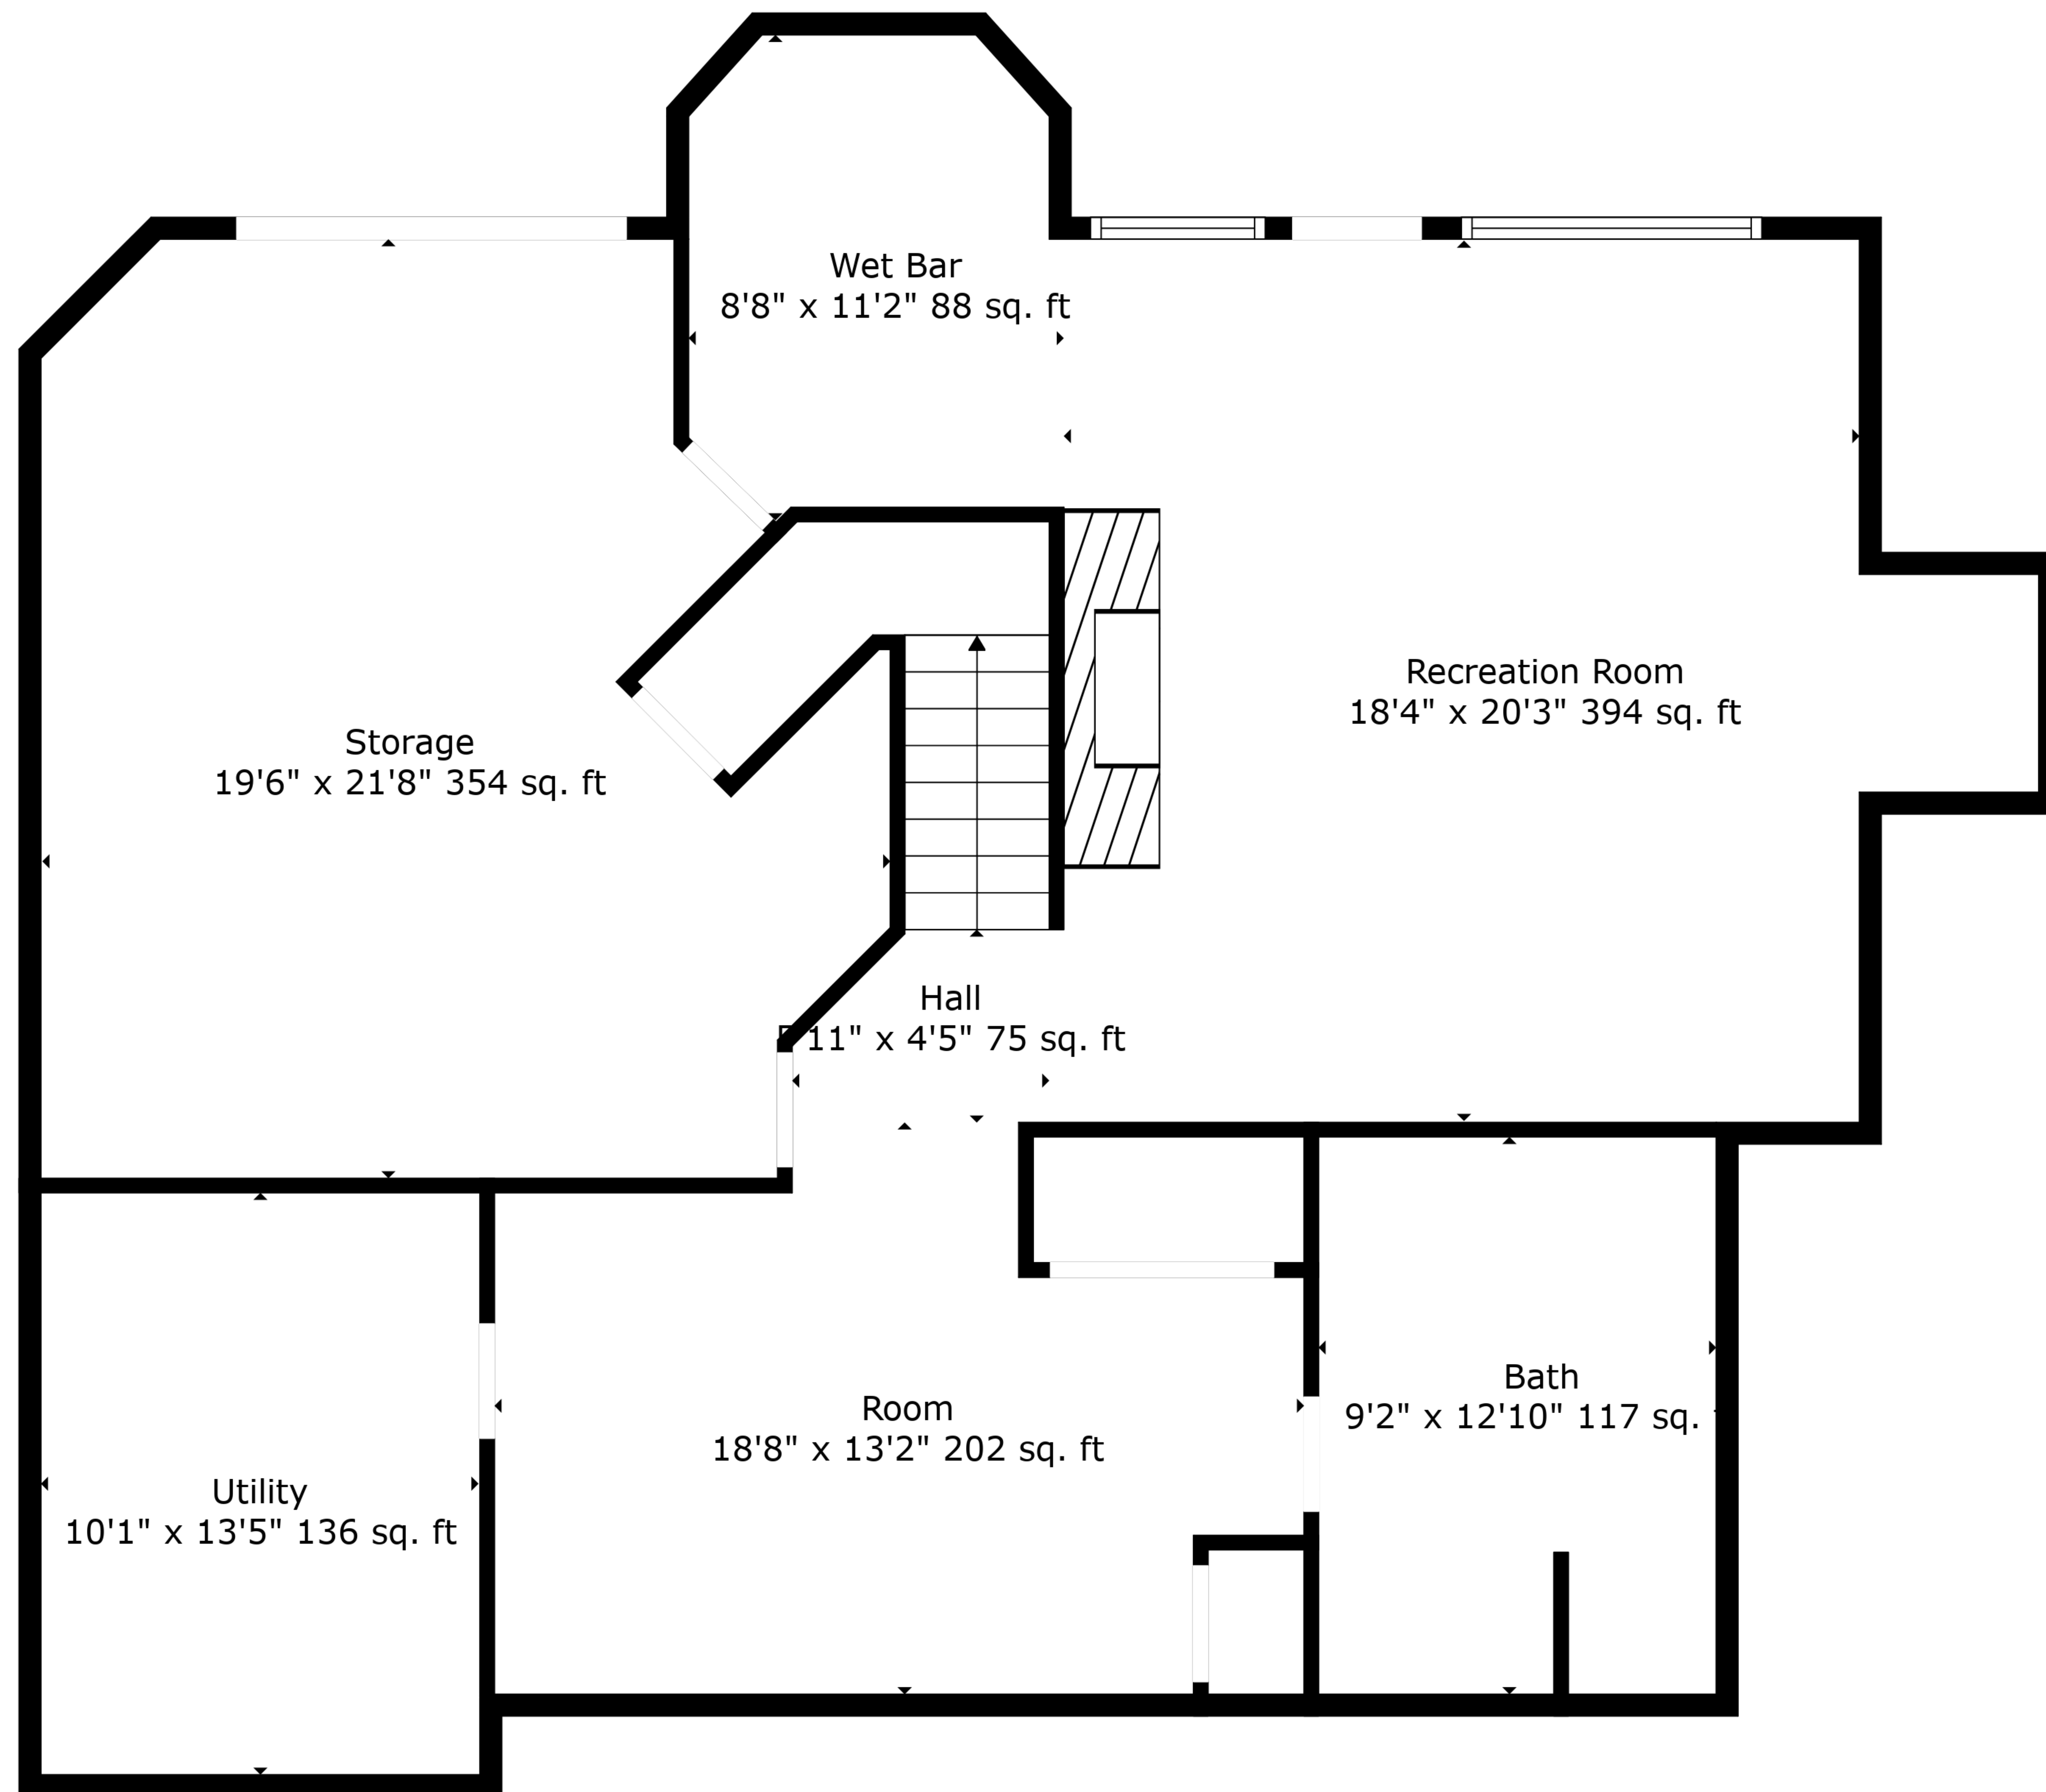 Wet Bar
8'8" x 11'2" 88 sq. ft
Recreation Room
18'4" x 20'3" 394 sq. ft
Storage
19'6" x 21'8" 354 sq. ft
Hall
11" x 4'5" 75 sq. ft
Bath
9'2" x 12'10" 117 sq.
Room
18'8" x 13'2" 202 sq. ft
Utility
10'1" x 13'5" 136 sq. ft